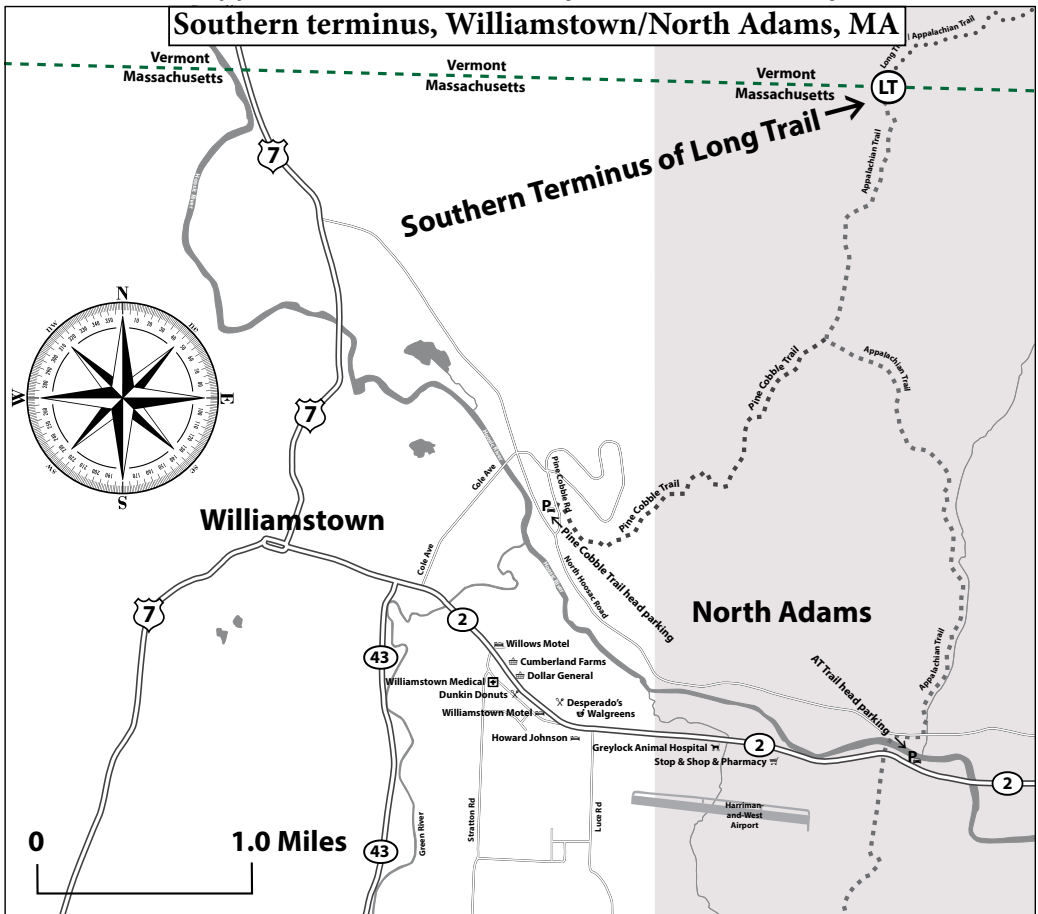 Southern terminus, Williamstown/North Adams, MA
Appalachian Trail
Vermont
Massachusetts
Vermont
Massachusetts
Vermont
Massachusetts
LT
Southern Terminus of Long Trail
7
Appalachian Trail
N
nw
ne
W
E
sw
se
S
7
Pine Cobble Trail
Appalachian Trail
Cole Ave
Pine Cobble Rd
Pine Cobble Trail
P
Pine Cobble Trail head parking
Williamstown
Cole Ave
North Hoosac Road
7
2
North Adams
43
Willows Motel
Cumberland Farms
Dollar General
Williamstown Medical
Dunkin Donuts
Desperado's
Williamstown Motel
Walgreens
Howard Johnson
Greylock Animal Hospital
Stop & Shop & Pharmacy
2
AT Trail head parking
P
Appalachian Trail
2
Harriman-
and-West
Airport
Stratton Rd
Luce Rd
Green River
43
0
1.0 Miles